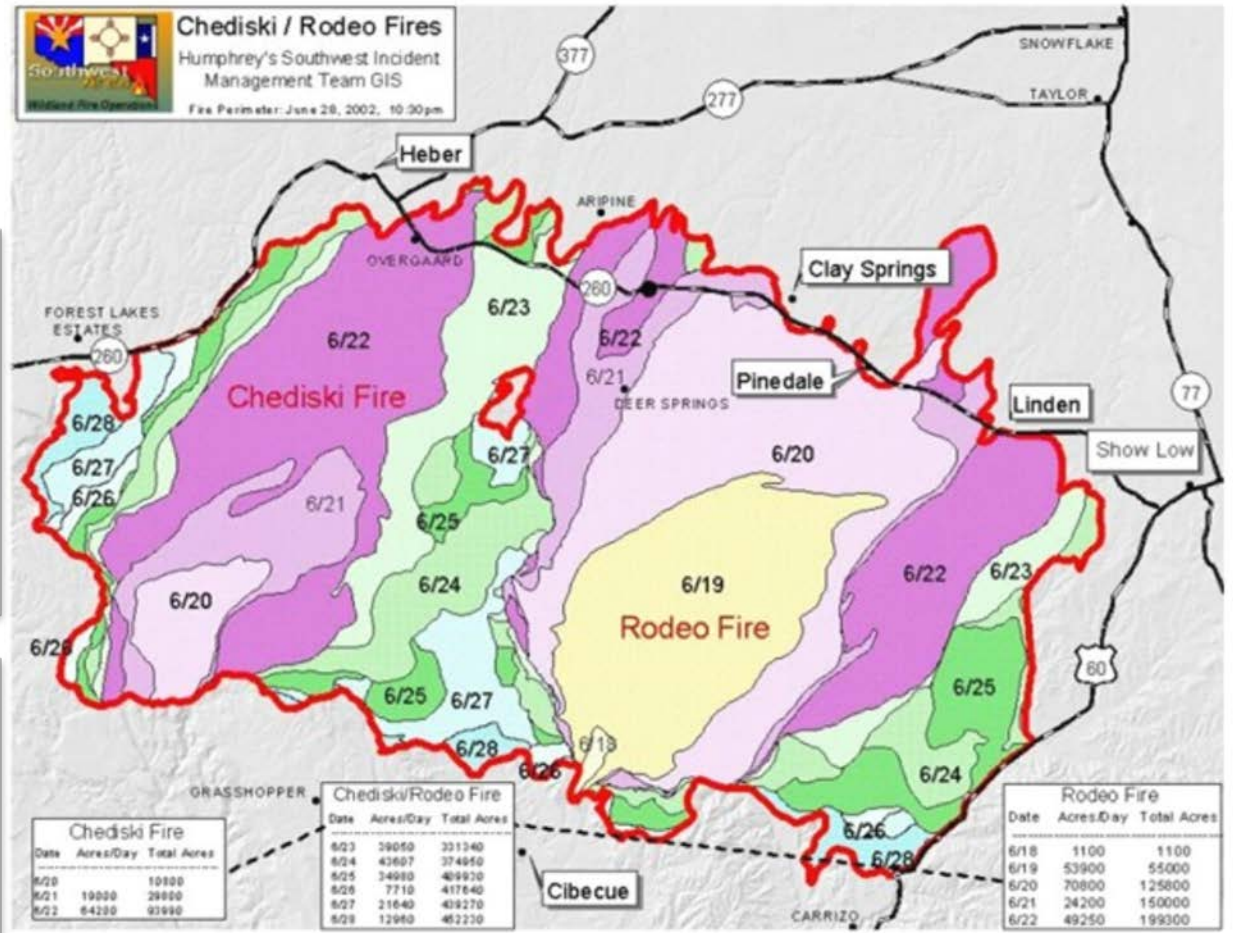 Chediski / Rodeo Fires
Humphrey's Southwest Incident
Management Team GIS
Fire Perimeter: June 28, 2002, 10:30pm
Southwest
Wildland Fire Operations
377
SNOWFLAKE
277
TAYLOR
Heber
ARIPINE
OVERGAARD
260
Clay Springs
FOREST LAKES
ESTATES
260
6/23
6/22
6/22
Chediski Fire
6/21
Pinedale
DEER SPRINGS
77
Linden
6/28
6/27
6/26
6/27
6/20
Show Low
6/21
6/25
6/24
6/19
6/22
6/23
6/20
Rodeo Fire
6/26
60
6/25
6/27
6/25
6/18
6/28
6/26
6/24
GRASSHOPPER
6/26
6/28
Cibecue
CARRIZO
Chediski Fire
Date Acres/Day Total Acres
6/20 10800
6/21 19000 29800
6/22 64200 93990
Chediski/Rodeo Fire
Date Acres/Day Total Acres
6/23 39050 331340
6/24 43607 374950
6/25 34980 409930
6/26 7710 417640
6/27 21640 439270
6/28 12960 452230
Rodeo Fire
Date Acres/Day Total Acres
6/18 1100 1100
6/19 53900 55000
6/20 70800 125800
6/21 24200 150000
6/22 49250 199300